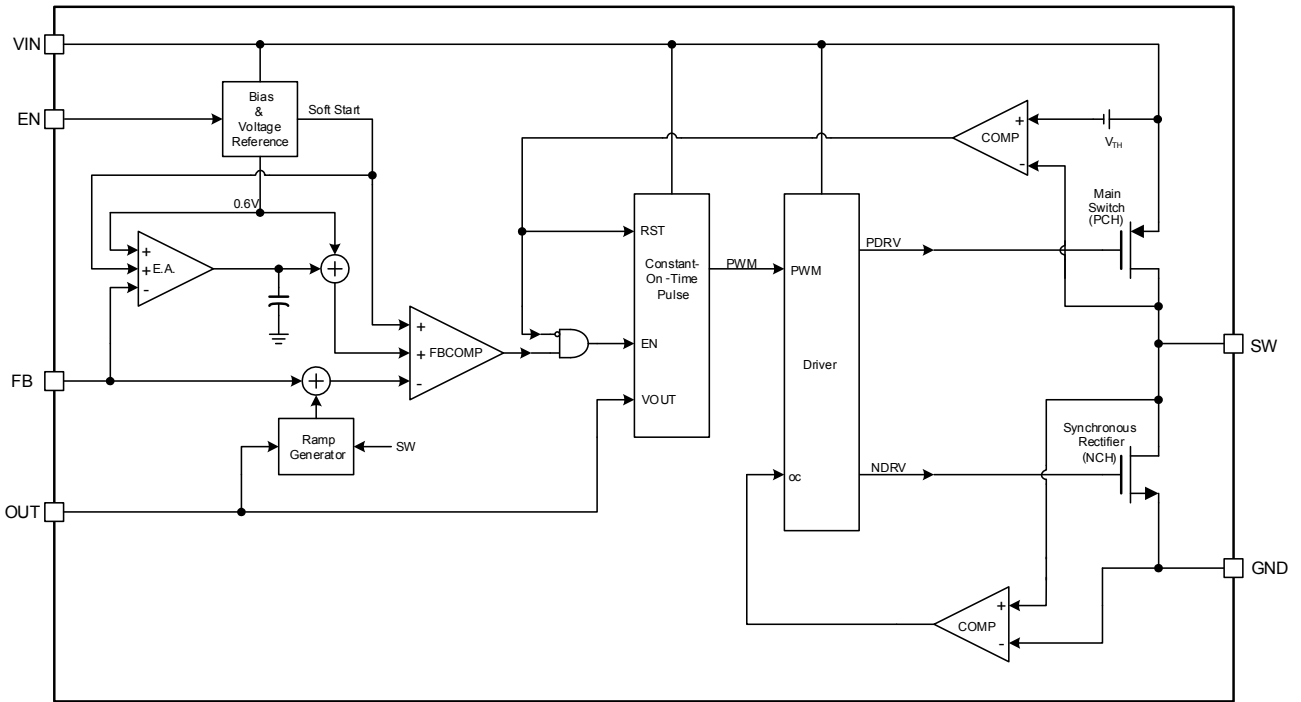 VIN
EN
Bias
&
Voltage
Reference
Soft Start
0.6V
+
+
-
E.A.
+
FB
+
Ramp
Generator
SW
OUT
+
+
-
FBCOMP
RST
Constant-
On -Time
Pulse
EN
VOUT
PWM
PWM
Driver
oc
PDRV
NDRV
COMP
+
-
VTH
Main
Switch
(PCH)
SW
Synchronous
Rectifier
(NCH)
GND
COMP
+
-